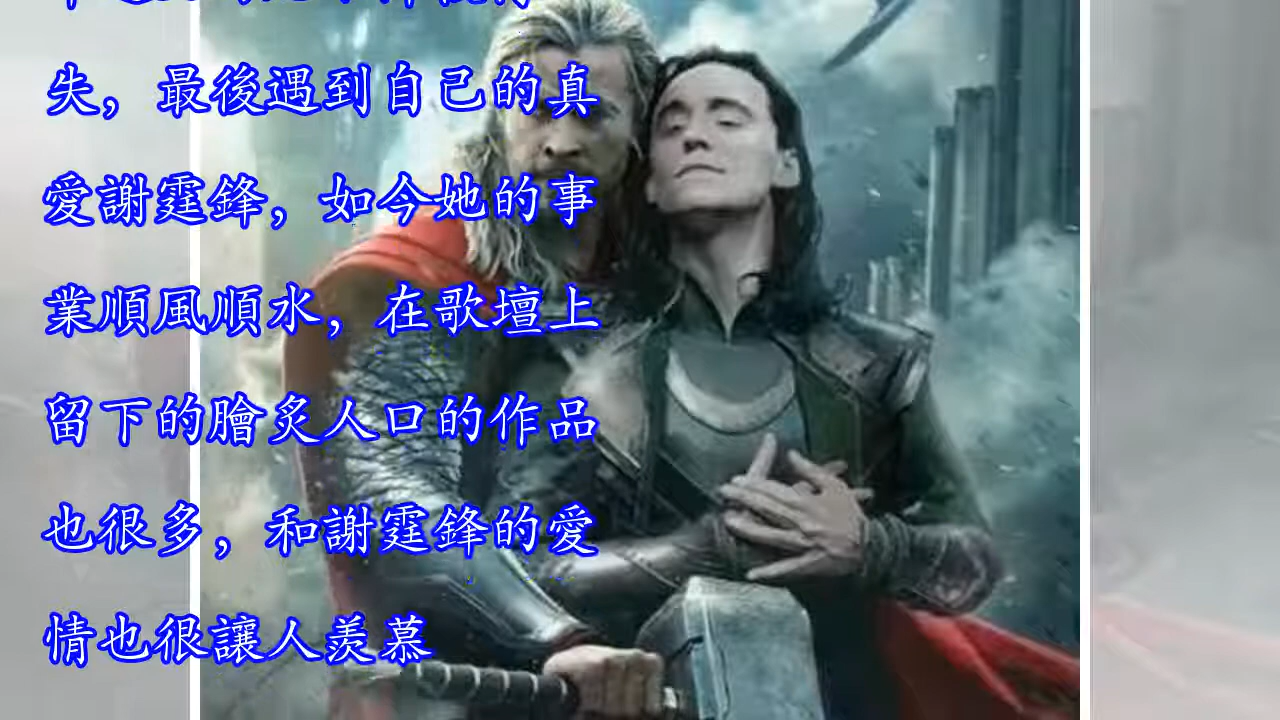 失，最後遇到自己的真
愛謝霆鋒，如今她的事
業順風順水，在歌壇上
留下的膾炙人口的作品
也很多，和謝霆鋒的愛
情也很讓人羨慕